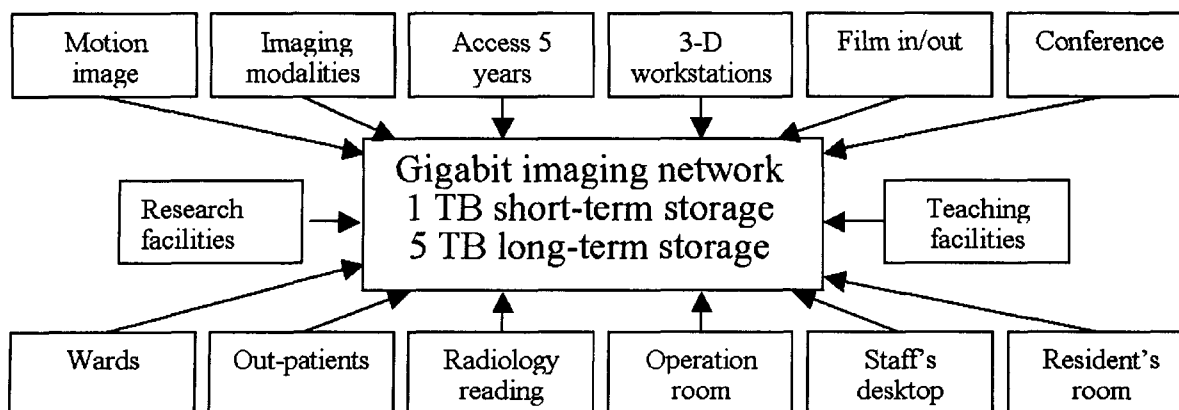 Motion
image
Imaging
modalities
Access 5
years
3-D
workstations
Film in/out
Conference
Gigabit imaging network
1 TB short-term storage
5 TB long-term storage
Research
facilities
Teaching
facilities
Wards
Out-patients
Radiology
reading
Operation
room
Staff's
desktop
Resident's
room